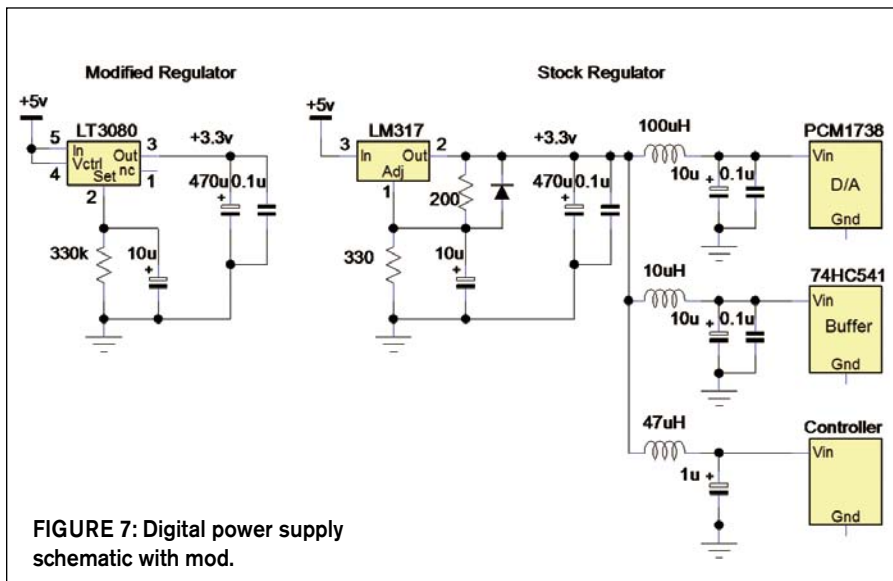 Modified Regulator
+5v
LT3080
5
In
4
Vctrl
Set
Out
3
nc
1
2
+3.3v
470u
+
0.1u
330k
10u
+
Stock Regulator
+5v
LM317
3
In
Out
2
Adj
1
+3.3v
200
470u
+
0.1u
330
10u
+
100uH
10u
+
0.1u
PCM1738
Vin
D/A
Gnd
10uH
10u
+
0.1u
74HC541
Vin
Buffer
Gnd
47uH
1u
+
Controller
Vin
Gnd
FIGURE 7: Digital power supply
schematic with mod.